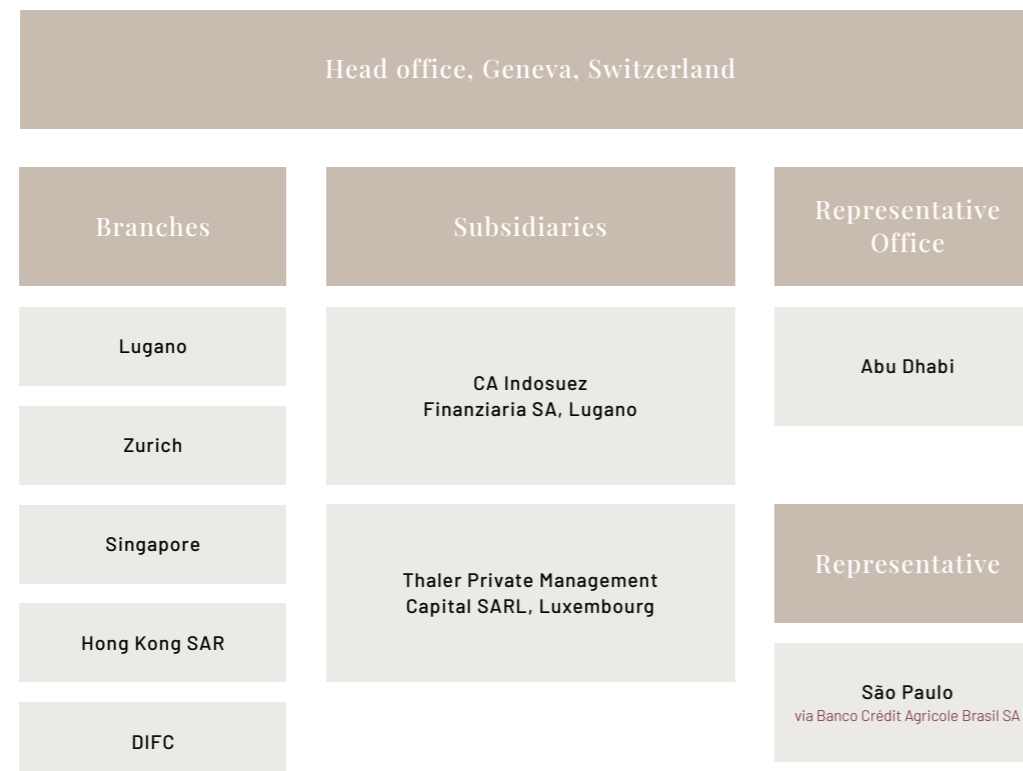 Head office, Geneva, Switzerland
Branches
Lugano
Zurich
Singapore
Hong Kong SAR
DIFC
Subsidiaries
CA Indosuez
Finanziaria SA, Lugano
Thaler Private Management
Capital SARL, Luxembourg
Representative
Office
Abu Dhabi
Representative
São Paulo
via Banco Crédit Agricole Brasil SA